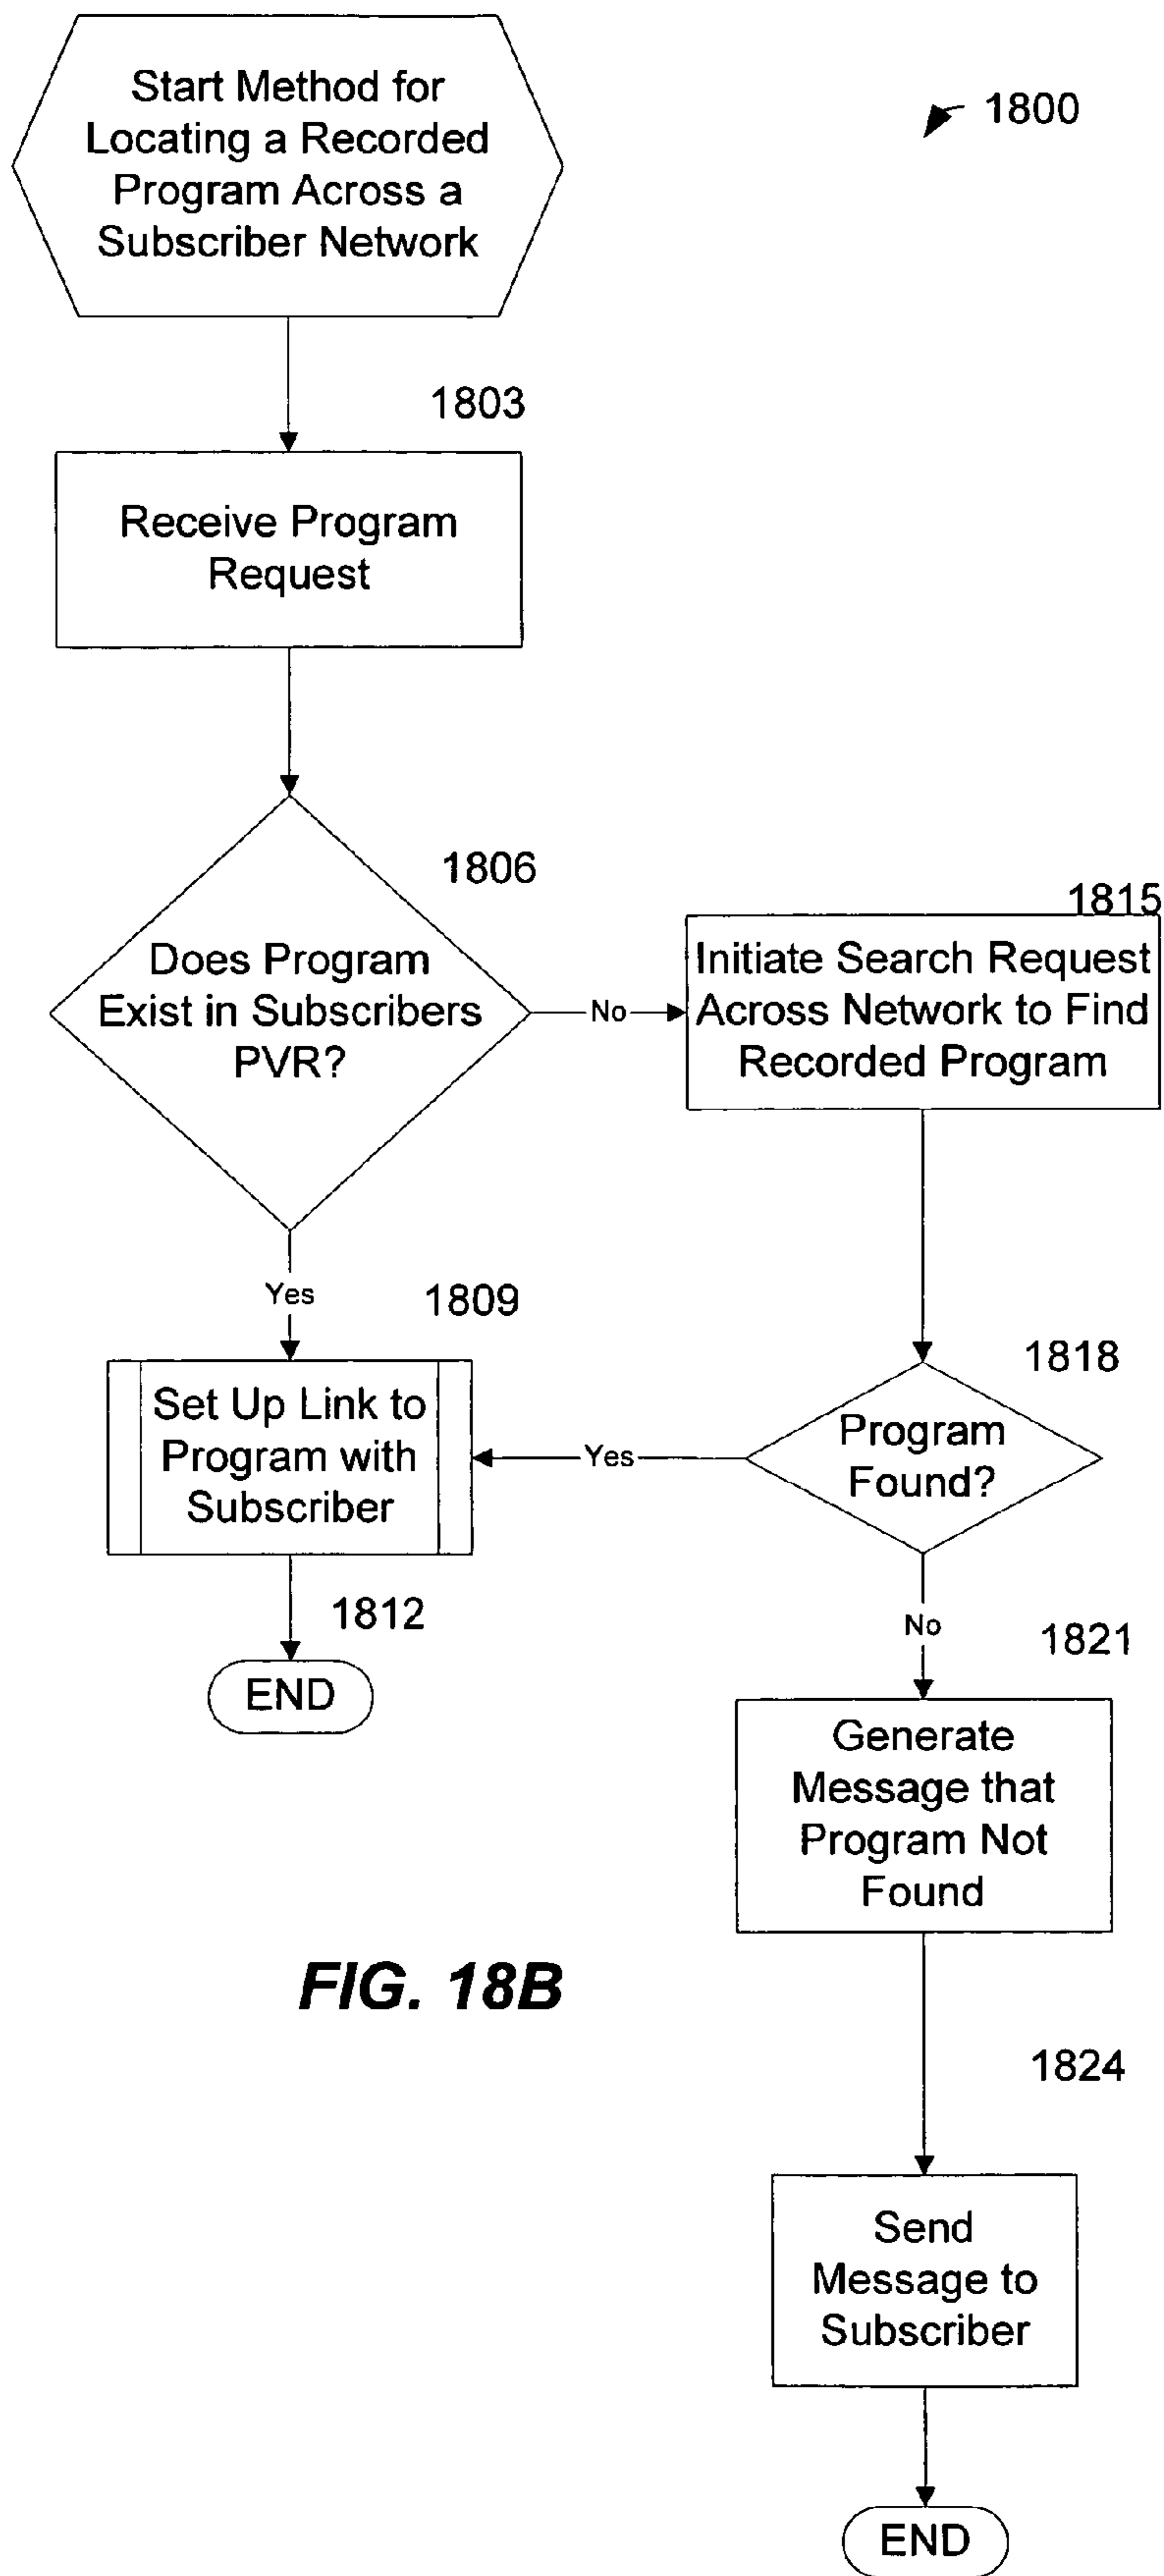 Start Method for
Locating a Recorded
Program Across a
Subscriber Network
1800
1803
Receive Program
Request
1806
Does Program
Exist in Subscribers
PVR?
No
1815
Initiate Search Request
Across Network to Find
Recorded Program
Yes
1809
Set Up Link to
Program with
Subscriber
Yes
1818
Program
Found?
1812
END
No
1821
Generate
Message that
Program Not
Found
FIG. 18B
1824
Send
Message to
Subscriber
END